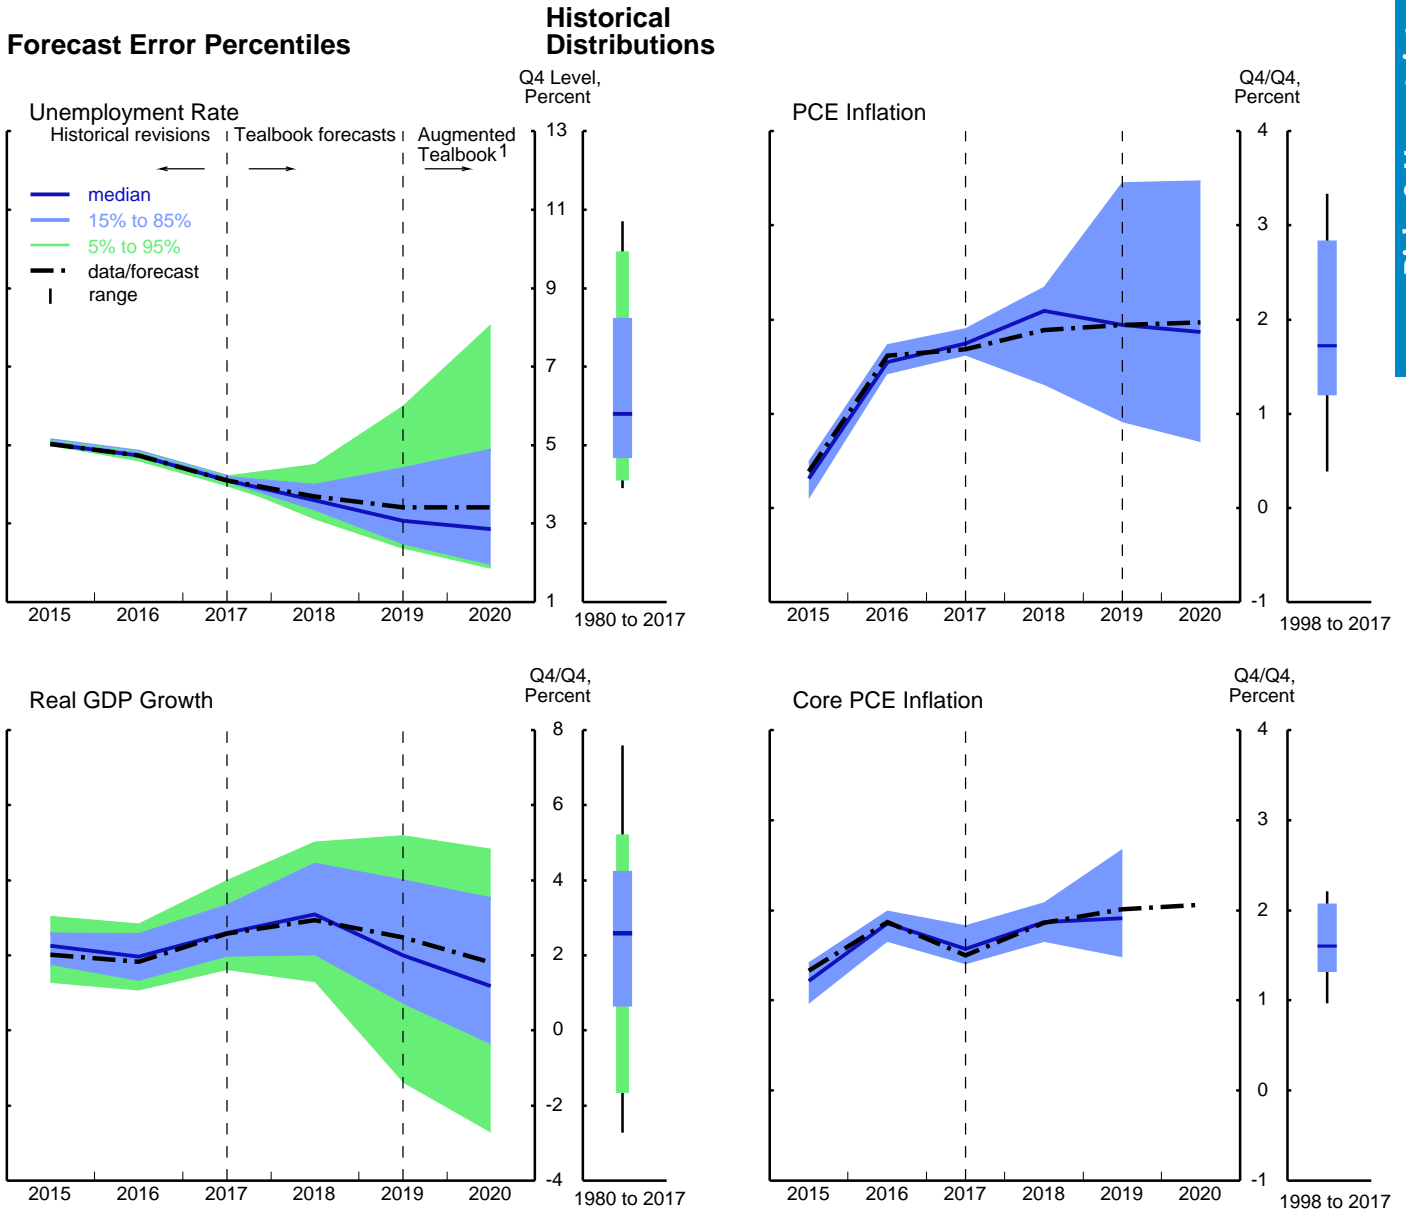 Forecast Error Percentiles
Historical
Distributions
Unemployment Rate
Q4 Level,
Percent
Historical revisions
Tealbook forecasts
Augmented
Tealbook1
median
15% to 85%
5% to 95%
data/forecast
range
13
11
9
7
5
3
1
2015 2016 2017 2018 2019 2020
1980 to 2017
PCE Inflation
Q4/Q4,
Percent
4
3
2
1
0
-1
2015 2016 2017 2018 2019 2020
1998 to 2017
Real GDP Growth
Q4/Q4,
Percent
8
6
4
2
0
-2
-4
2015 2016 2017 2018 2019 2020
1980 to 2017
Core PCE Inflation
Q4/Q4,
Percent
4
3
2
1
0
-1
2015 2016 2017 2018 2019 2020
1998 to 2017